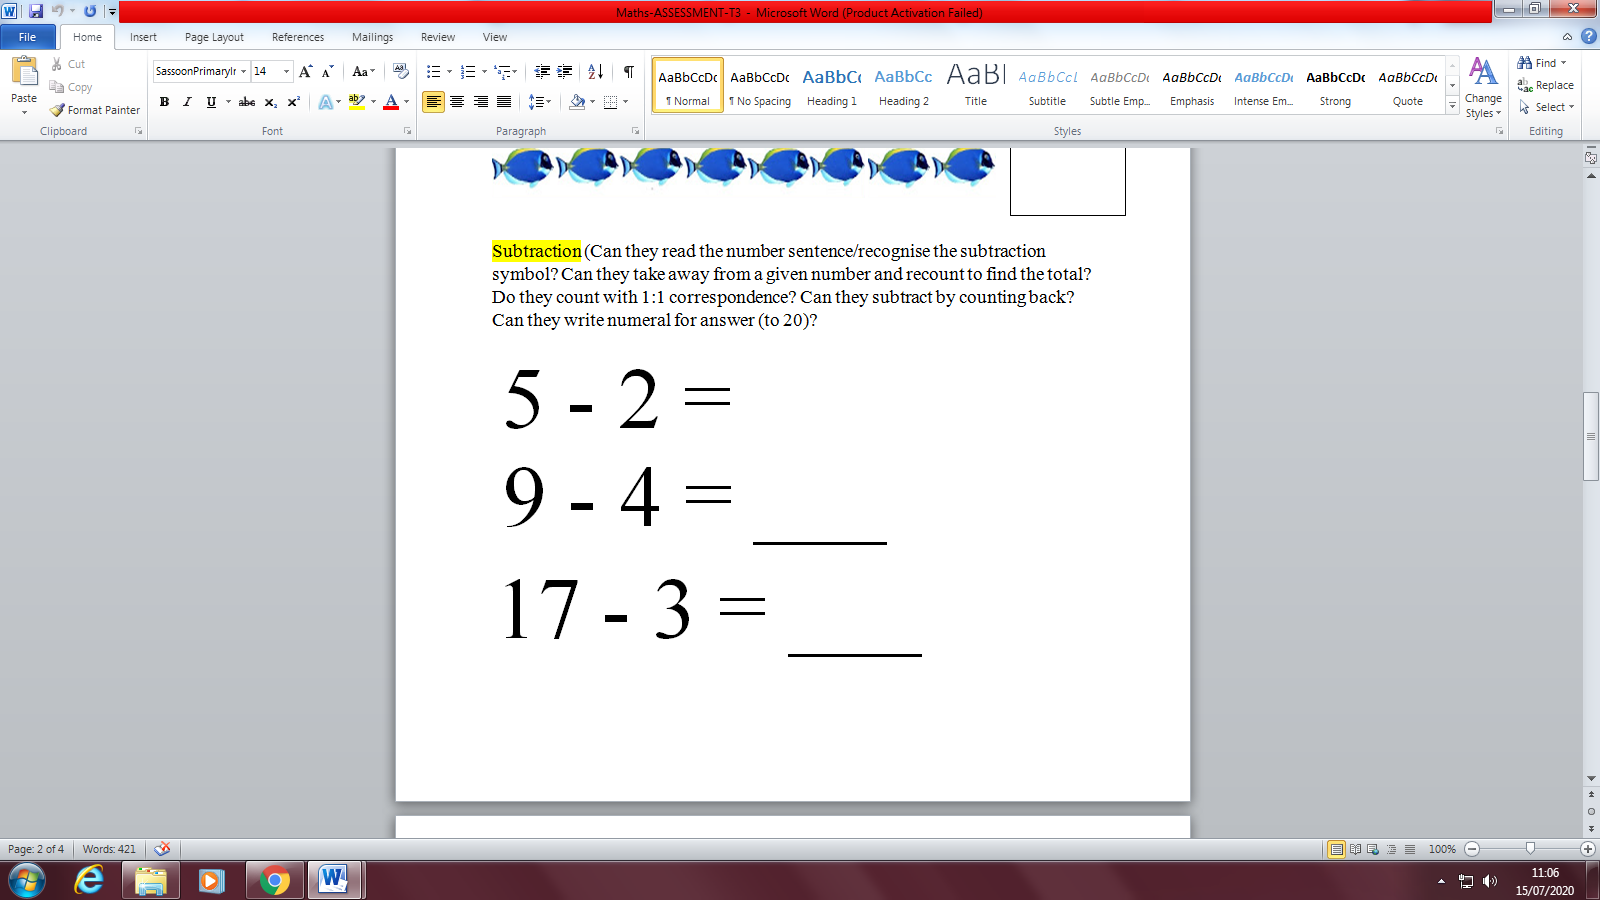 Maths-ASSESSMENT-T3 - Microsoft Word (Product Activation Failed)
File Home Insert Page Layout References Mailings Review View
Paste
Cut
Copy
Format Painter
Clipboard
SassoonPrimaryIr 14
Font
Paragraph
AaBbCcDc AaBbCcDc AaBbCc AaBbCc AaBl AaBbCcL AaBbCcDc AaBbCcDc AaBbCcDc AaBbCcDc AaBbCcDc
¶ Normal ¶ No Spacing Heading 1 Heading 2 Title Subtitle Subtle Emp... Emphasis Intense Em... Strong Quote
Styles
Change
Styles
Find
Replace
Select
Editing
Subtraction (Can they read the number sentence/recognise the subtraction
symbol? Can they take away from a given number and recount to find the total?
Do they count with 1:1 correspondence? Can they subtract by counting back?
Can they write numeral for answer (to 20)?
5 - 2 =
9 - 4 = ____
17 - 3 = ____
Page: 2 of 4 Words: 421
100%
11:06
15/07/2020